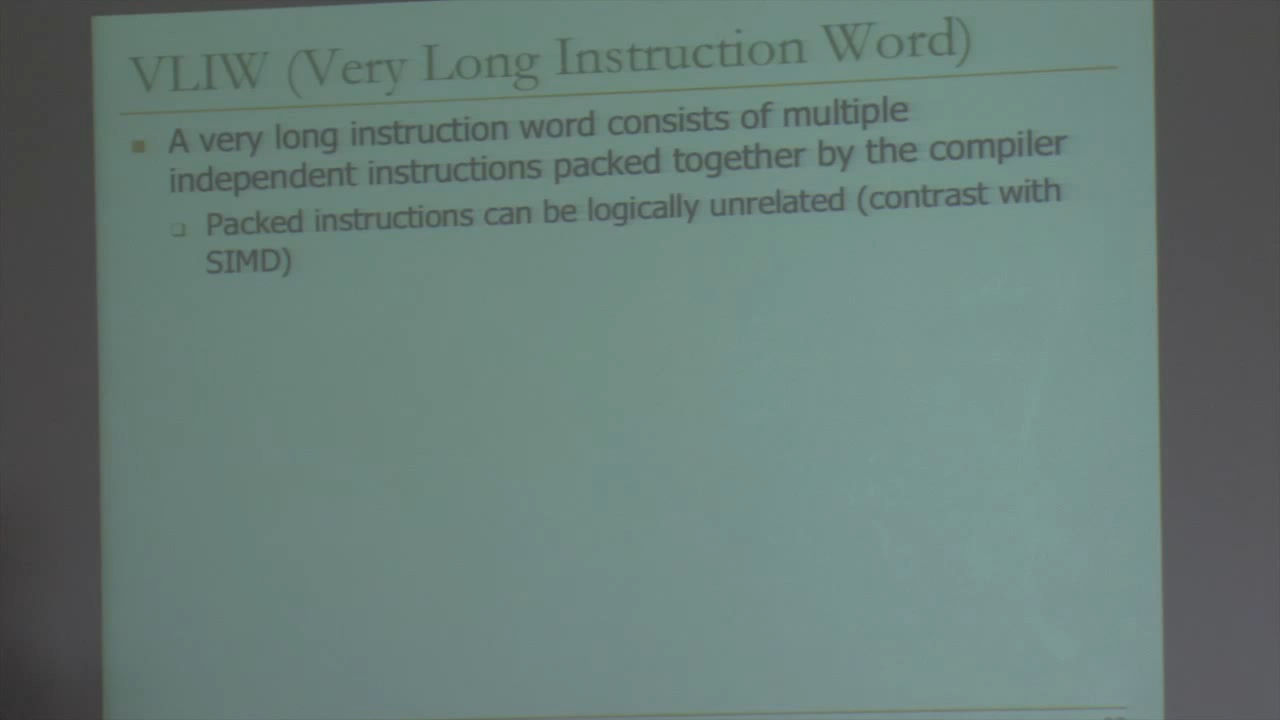 VLIW (Very Long Instruction Word)
A very long instruction word consists of multiple
independent instructions packed together by the compiler
Packed instructions can be logically unrelated (contrast with
SIMD)